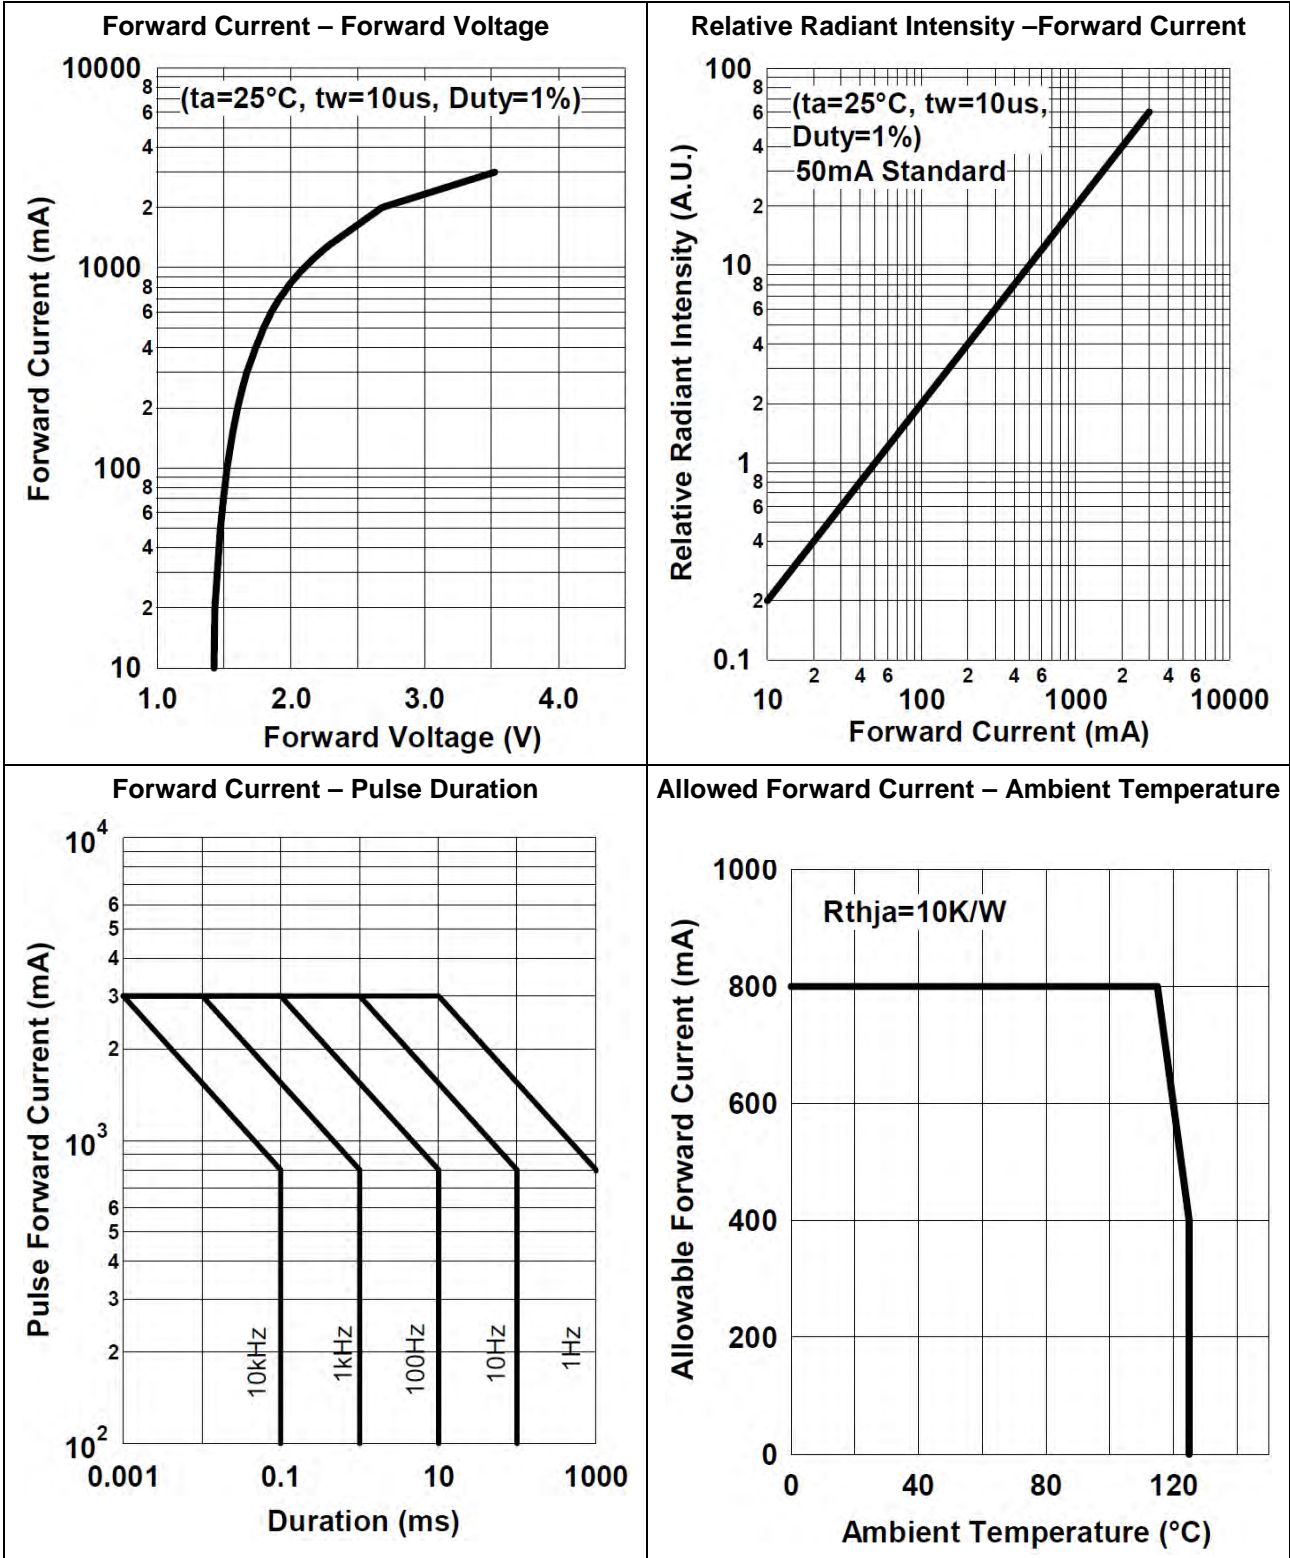 Forward Current – Forward Voltage
10000
8
6
4
2
1000
8
6
4
2
100
8
6
4
2
10
(ta=25°C, tw=10us, Duty=1%)
1.0 2.0 3.0 4.0
Forward Voltage (V)
Forward Current (mA)
Relative Radiant Intensity –Forward Current
100
8
6
4
2
10
8
6
4
2
1
8
6
4
2
0.1
(ta=25°C, tw=10us,
Duty=1%)
50mA Standard
2 4 6 2 4 6 2 4 6
10 100 1000 10000
Forward Current (mA)
Relative Radiant Intensity (A.U.)
Forward Current – Pulse Duration
10⁴
6
5
4
3
2
10³
6
5
4
3
2
10²
10kHz
1kHz
100Hz
10Hz
1Hz
0.001 0.1 10 1000
Duration (ms)
Pulse Forward Current (mA)
Allowed Forward Current – Ambient Temperature
1000
800
600
400
200
0
Rthja=10K/W
0 40 80 120
Ambient Temperature (°C)
Allowable Forward Current (mA)